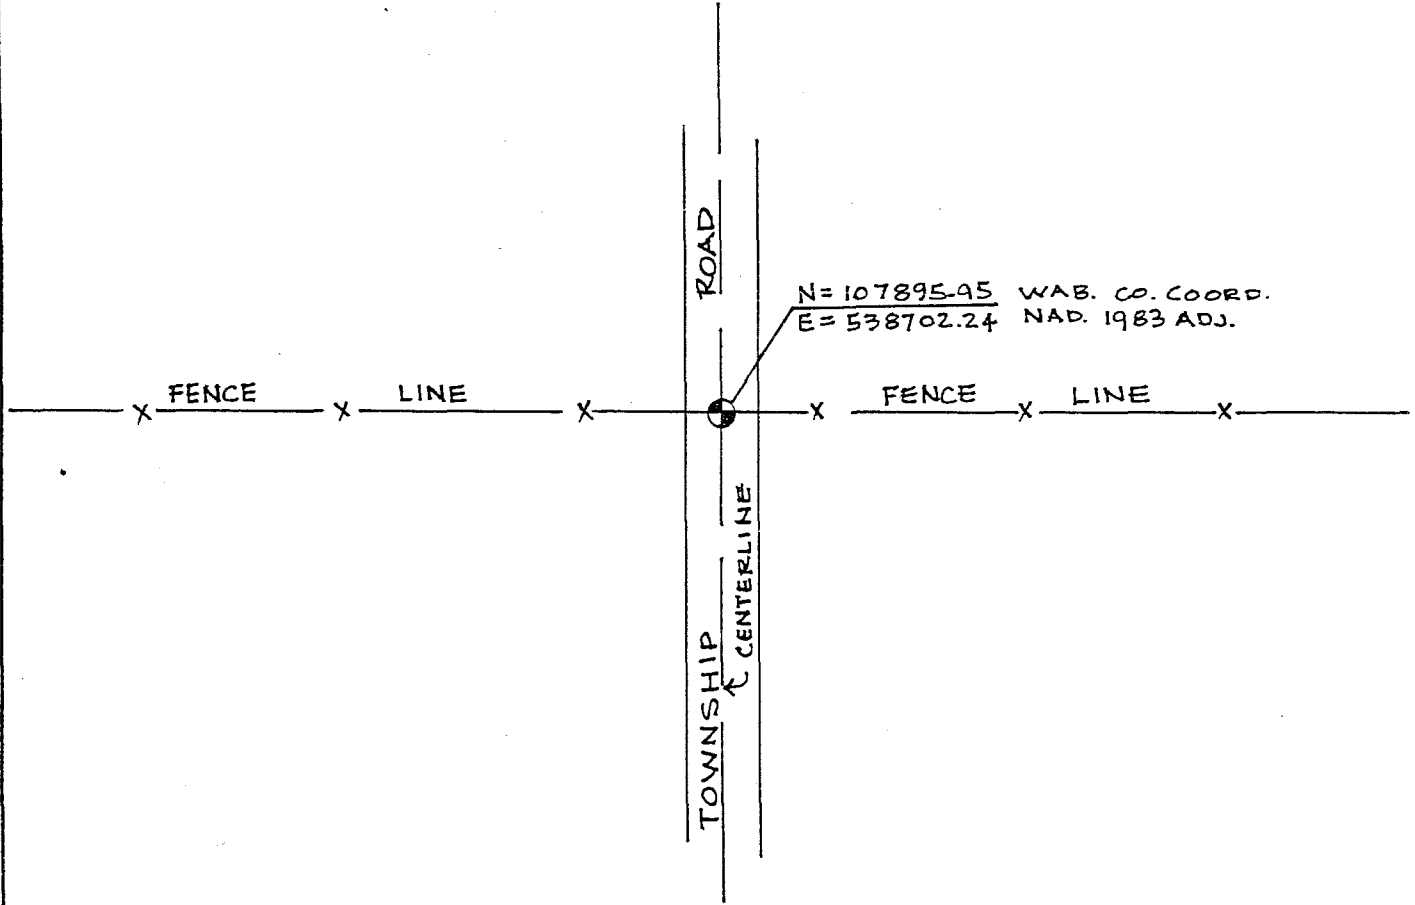 ROAD
N=107895.95 WAB. CO. COORD.
E=538702.24 NAD. 1983 ADJ.
FENCE LINE
FENCE LINE
CENTERLINE
TOWNSHIP
X X X X X X